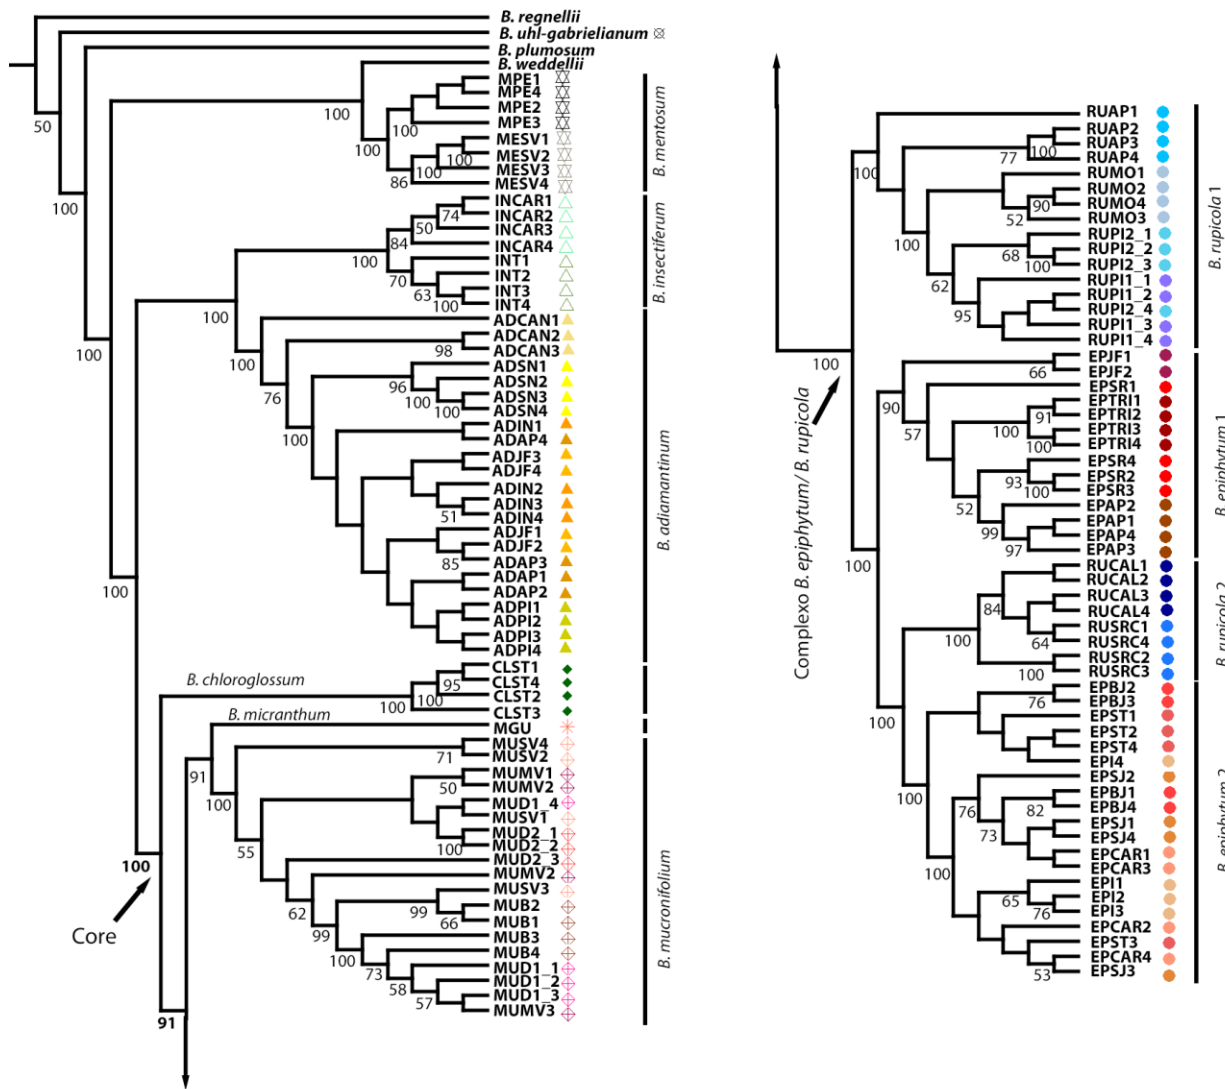 B. regnellii
B. uhl-gabrielianum
50
B. plumosum
B. weddellii
100
MPE1
MPE4
MPE2
100
MPE3
100
MESV1
100
MESV2
100
MESV3
86
MESV4
B. mentosum
100
INCAR1
74
INCAR2
50
INCAR3
84
INCAR4
100
INT1
70
INT2
63
INT3
100
INT4
B. insectiferum
100
100
ADCAN1
ADCAN2
98
ADCAN3
76
ADSN1
96
ADSN2
100
ADSN3
100
ADSN4
100
ADIN1
ADAP4
ADJF3
ADJF4
ADIN2
ADIN3
51
ADIN4
ADJF1
ADJF2
85
ADAP3
ADAP1
ADAP2
ADPI1
ADPI2
ADPI3
ADPI4
B. adiamantinum
100
B. chloroglossum
CLST1
95
CLST4
100
CLST2
100
CLST3
B. micranthum
MGU
91
MUSV4
71
MUSV2
100
MUMV1
50
MUMV2
MUD1_4
MUSV1
MUD2_1
100
MUD2_2
55
MUD2_3
MUMV2
62
MUSV3
99
MUB2
66
MUB1
99
MUB3
100
MUB4
73
MUD1_1
58
MUD1_2
57
MUD1_3
MUMV3
B. mucronifolium
100
Core
91
RUAP1
100
RUAP2
100
RUAP3
77
RUAP4
RUMO1
RUMO2
90
RUMO4
52
RUMO3
100
RUPI2_1
68
RUPI2_2
100
RUPI2_3
62
RUPI1_1
95
RUPI1_2
RUPI2_4
RUPI1_3
RUPI1_4
B. rupicola 1
100
Complexo B. epiphytum/ B. rupicola
EPJF1
66
EPJF2
90
EPSR1
57
EPTRI1
91
EPTRI2
100
EPTRI3
100
EPTRI4
EPSR4
93
EPSR2
100
EPSR3
52
EPAP2
99
EPAP1
EPAP4
97
EPAP3
B. epiphytum 1
100
RUCAL1
RUCAL2
84
RUCAL3
RUCAL4
RUSRC1
64
RUSRC4
100
RUSRC2
100
RUSRC3
B. rupicola 2
100
EPBJ2
76
EPBJ3
EPST1
EPST2
EPST4
EPI4
100
EPSJ2
76
EPBJ1
82
EPBJ4
73
EPSJ1
EPSJ4
EPCAR1
EPCAR3
100
EPI1
65
EPI2
76
EPI3
EPCAR2
EPST3
EPCAR4
53
EPSJ3
B. epiphytum 2